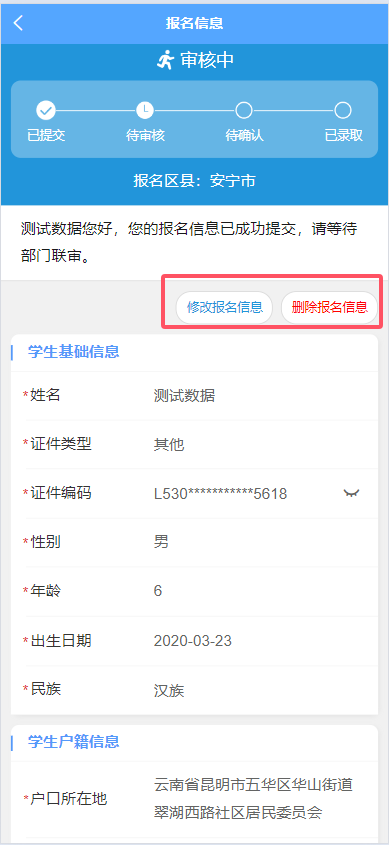 报名信息
审核中
已提交 待审核 待确认 已录取
报名区县：安宁市
测试数据您好，您的报名信息已成功提交，请等待
部门联审。
修改报名信息 删除报名信息
学生基础信息
*姓名 测试数据
*证件类型 其他
*证件编码 L530***********5618
*性别 男
*年龄 6
*出生日期 2020-03-23
*民族 汉族
学生户籍信息
*户口所在地 云南省昆明市五华区华山街道
翠湖西路社区居民委员会